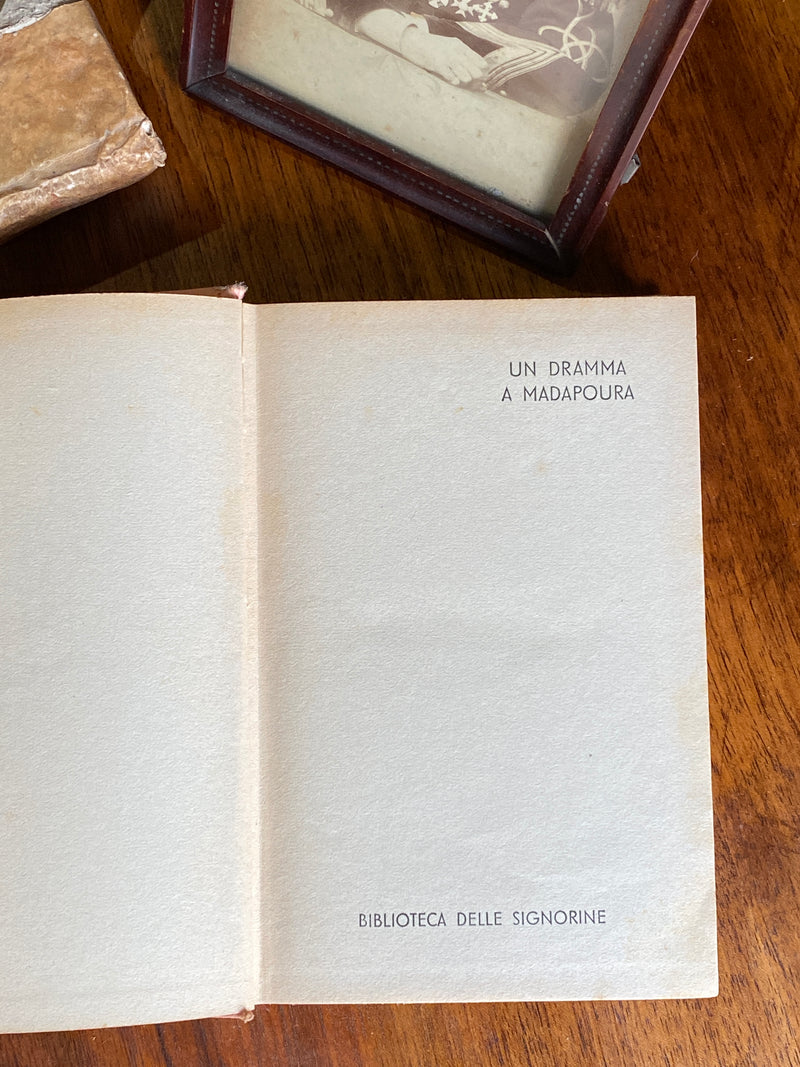 UN DRAMMA
A MADAPOURA
BIBLIOTECA DELLE SIGNORINE